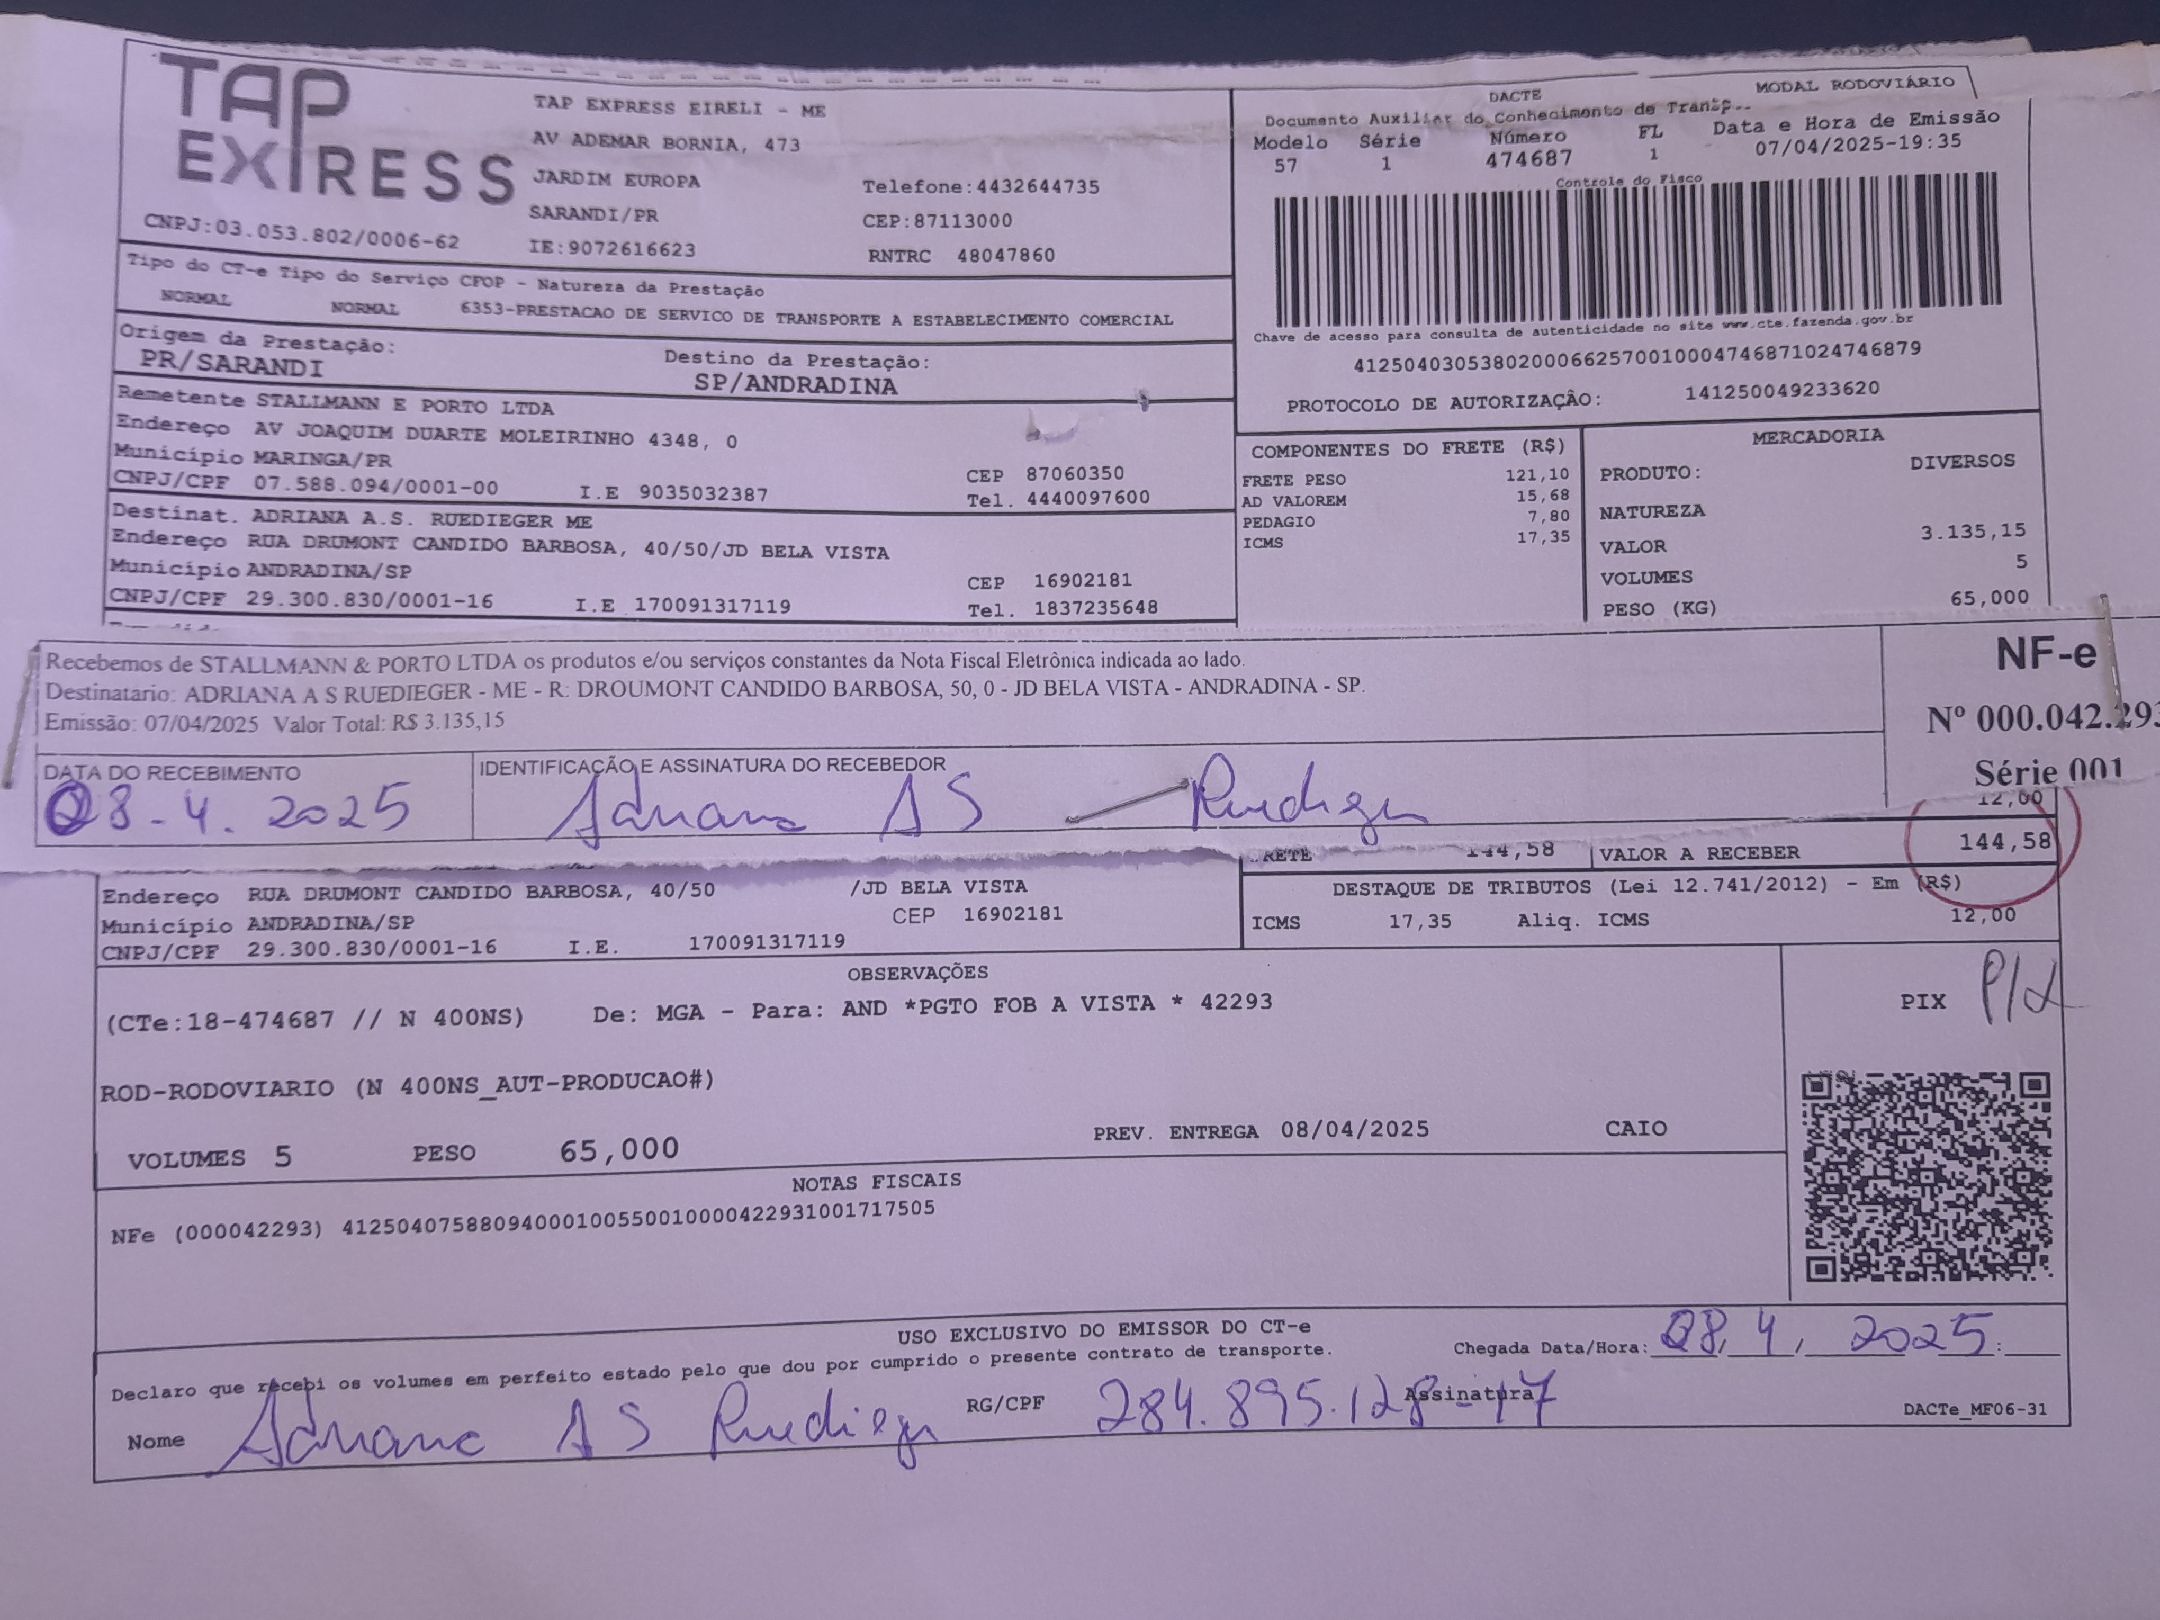 TAP
EXPRESS
TAP EXPRESS EIRELI - ME
AV ADEMAR BORNIA, 473
JARDIM EUROPA
Telefone:4432644735
SARANDI/PR
CEP:87113000
CNPJ:03.053.802/0006-62
IE:9072616623
RNTRC 48047860
DACTE
MODAL RODOVIÁRIO
Documento Auxiliar do Conhecimento de Transp..
Modelo Série Número FL Data e Hora de Emissão
57 1 474687 1 07/04/2025-19:35
Controle do Fisco
Chave de acesso para consulta de autenticidade no site www.cte.fazenda.gov.br
41250403053802000662570010004746871024746879
PROTOCOLO DE AUTORIZAÇÃO: 141250049233620
Tipo do CT-e Tipo do Serviço CFOP - Natureza da Prestação
NORMAL NORMAL 6353-PRESTACAO DE SERVICO DE TRANSPORTE A ESTABELECIMENTO COMERCIAL
Origem da Prestação: Destino da Prestação:
PR/SARANDI SP/ANDRADINA
Remetente STALLMANN E PORTO LTDA
Endereço AV JOAQUIM DUARTE MOLEIRINHO 4348, 0
Município MARINGA/PR CEP 87060350
CNPJ/CPF 07.588.094/0001-00 I.E 9035032387 Tel. 4440097600
Destinat. ADRIANA A.S. RUEDIEGER ME
Endereço RUA DRUMONT CANDIDO BARBOSA, 40/50/JD BELA VISTA
Município ANDRADINA/SP CEP 16902181
CNPJ/CPF 29.300.830/0001-16 I.E 170091317119 Tel. 1837235648
COMPONENTES DO FRETE (R$)
FRETE PESO 121,10
AD VALOREM 15,68
PEDAGIO 7,80
ICMS 17,35
MERCADORIA
PRODUTO: DIVERSOS
NATUREZA
VALOR 3.135,15
VOLUMES 5
PESO (KG) 65,000
Recebemos de STALLMANN & PORTO LTDA os produtos e/ou serviços constantes da Nota Fiscal Eletrônica indicada ao lado.
Destinatário: ADRIANA A S RUEDIEGER - ME - R: DROUMONT CANDIDO BARBOSA, 50, 0 - JD BELA VISTA - ANDRADINA - SP.
Emissão: 07/04/2025 Valor Total: R$ 3.135,15
NF-e
Nº 000.042.293
Série 001
DATA DO RECEBIMENTO
08-4.2025
IDENTIFICAÇÃO E ASSINATURA DO RECEBEDOR
Adriana A S Ruedieger
12,00
144,58 VALOR A RECEBER 144,58
Endereço RUA DRUMONT CANDIDO BARBOSA, 40/50 /JD BELA VISTA
Município ANDRADINA/SP CEP 16902181
CNPJ/CPF 29.300.830/0001-16 I.E. 170091317119
DESTAQUE DE TRIBUTOS (Lei 12.741/2012) - Em (R$)
ICMS 17,35 Aliq. ICMS 12,00
OBSERVAÇÕES
(CTe:18-474687 // N 400NS) De: MGA - Para: AND *PGTO FOB A VISTA * 42293
ROD-RODOVIARIO (N 400NS_AUT-PRODUCAO#)
VOLUMES 5 PESO 65,000 PREV. ENTREGA 08/04/2025 CAIO
PIX PIX
NOTAS FISCAIS
NFe (000042293) 41250407588094000100550010000422931001717505
USO EXCLUSIVO DO EMISSOR DO CT-e
Declaro que recebi os volumes em perfeito estado pelo que dou por cumprido o presente contrato de transporte.
Chegada Data/Hora: 08/4/2025 :
Nome Adriana A S Ruedieger RG/CPF 284.895.128-17 Assinatura
DACTe_MF06-31